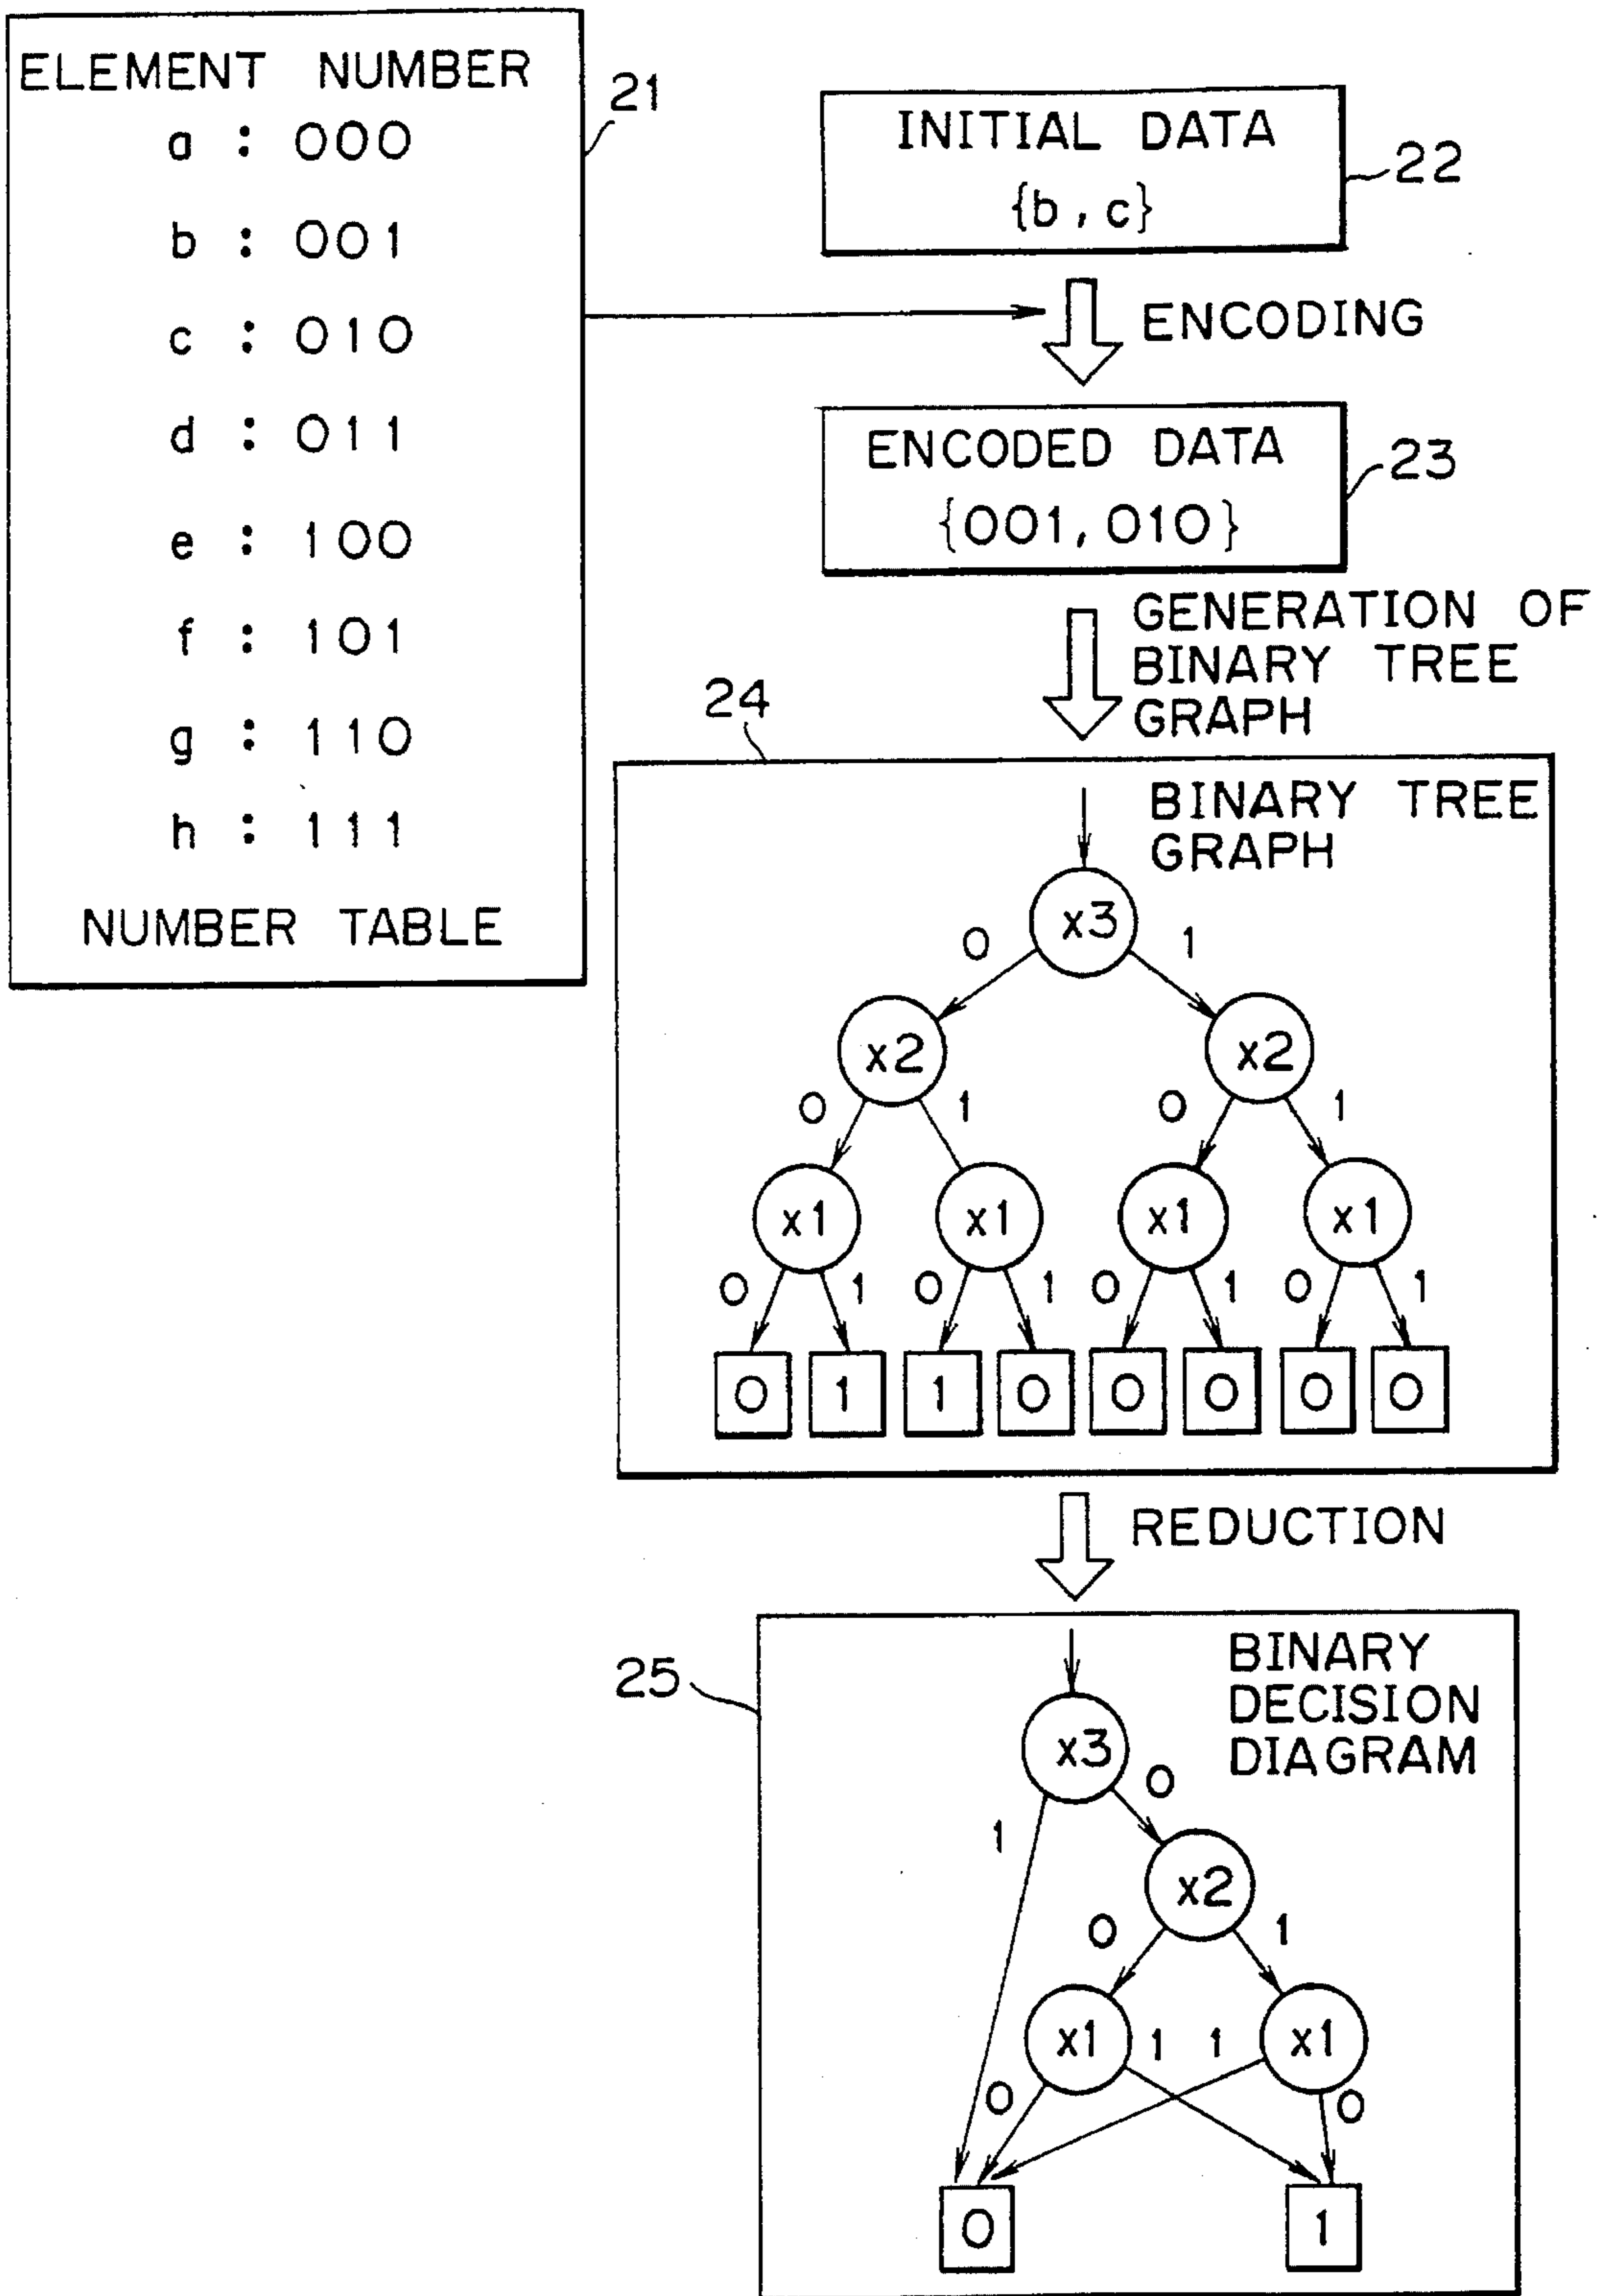 ELEMENT NUMBER
a : 000
b : 001
c : 010
d : 011
e : 100
f : 101
g : 110
h : 111
NUMBER TABLE
21
INITIAL DATA
{b , c}
22
ENCODING
ENCODED DATA
{001, 010}
23
GENERATION OF
BINARY TREE
GRAPH
24
BINARY TREE
GRAPH
x3
0 1
x2 x2
0 1 0 1
x1 x1 x1 x1
0 1 0 1 0 1 0 1
0 1 1 0 0 0 0 0
REDUCTION
25
BINARY
DECISION
DIAGRAM
x3
0
1
x2
0 1
x1 1 1 x1
0 0
0 1